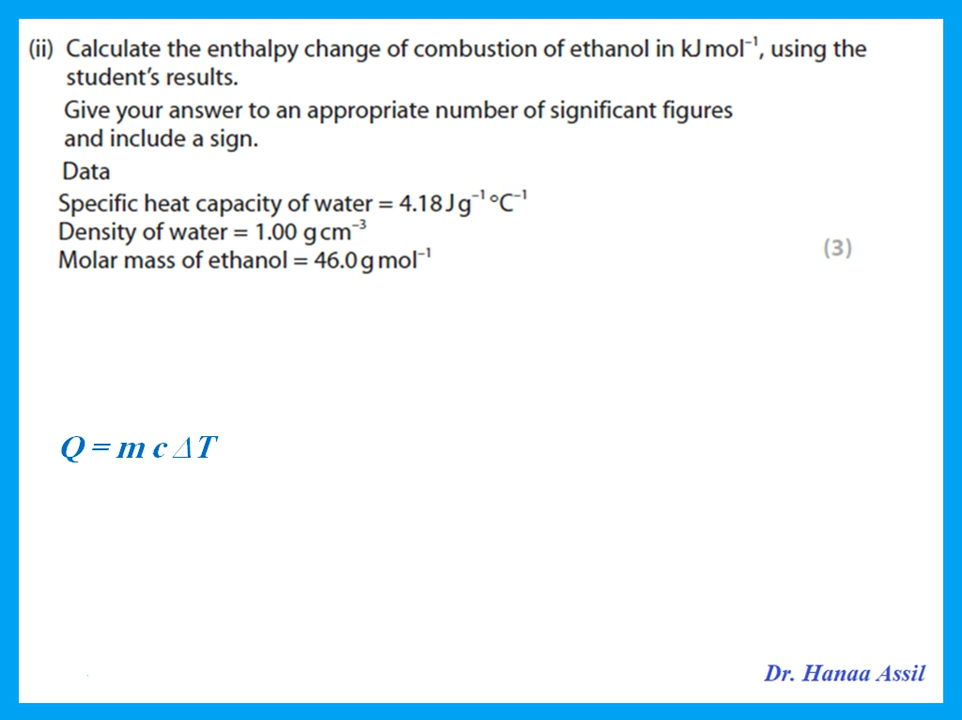 (ii) Calculate the enthalpy change of combustion of ethanol in kJ mol⁻¹, using the
student's results.
Give your answer to an appropriate number of significant figures
and include a sign.
Data
Specific heat capacity of water = 4.18 J g⁻¹ °C⁻¹
Density of water = 1.00 g cm⁻³
Molar mass of ethanol = 46.0 g mol⁻¹
(3)
Q = m c Δ T
Dr. Hanaa Assil